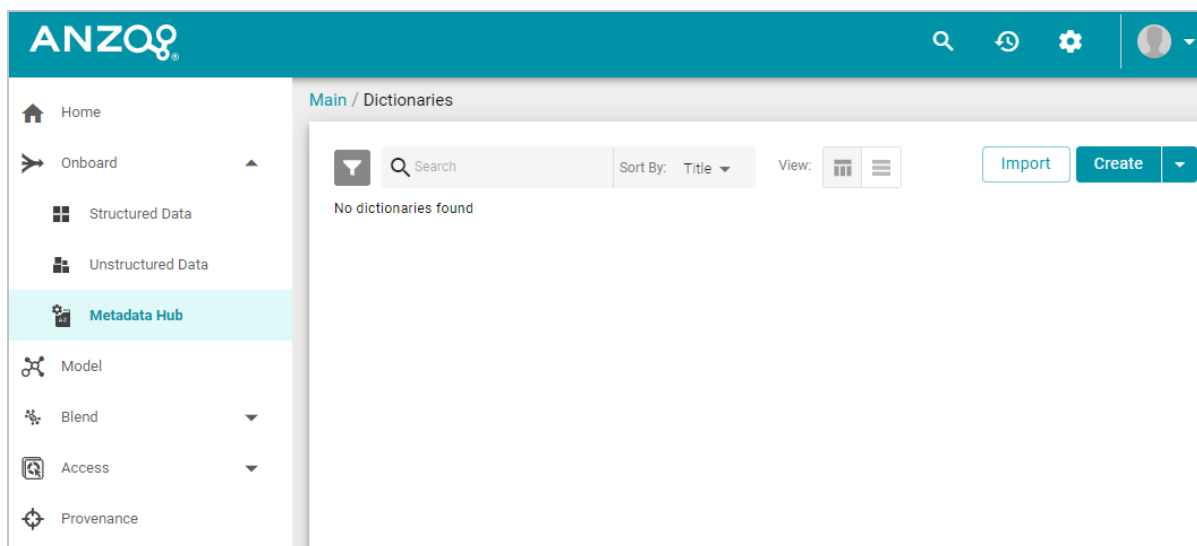 ANZO®
Home
Onboard
Structured Data
Unstructured Data
AZ Metadata Hub
Model
Blend
Access
Provenance
Main / Dictionaries
Search Sort By: Title View: Import Create
No dictionaries found